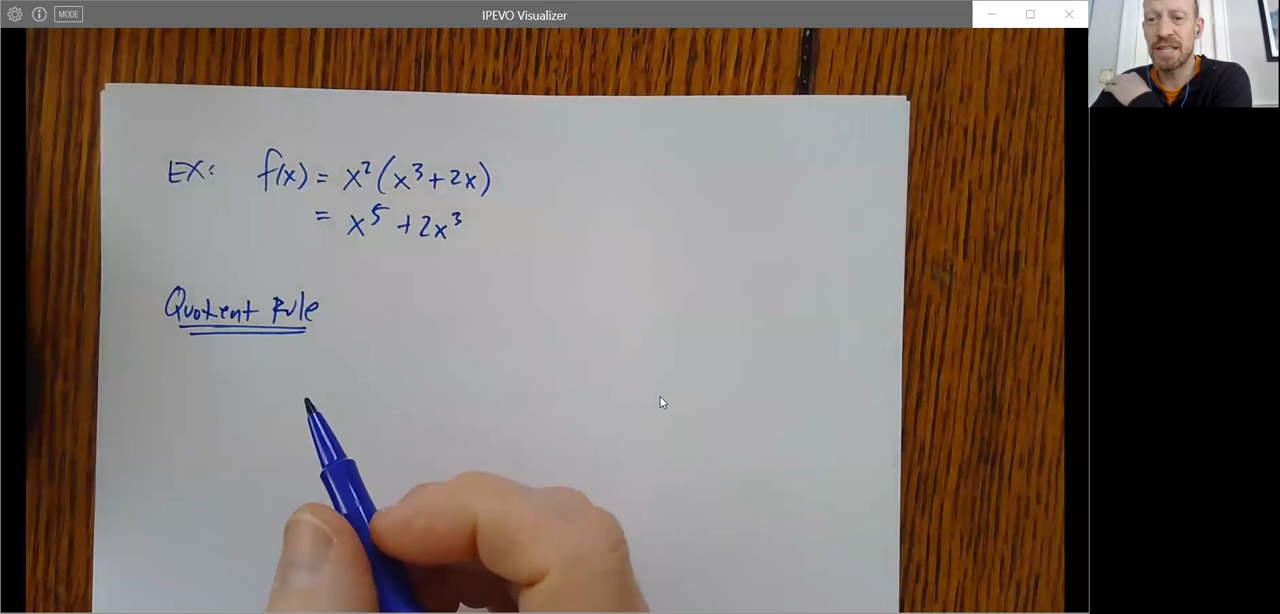 MODE
IPEVO Visualizer
EX: f(x) = x²(x³+2x)
= x⁵ + 2x³
Quotient Rule